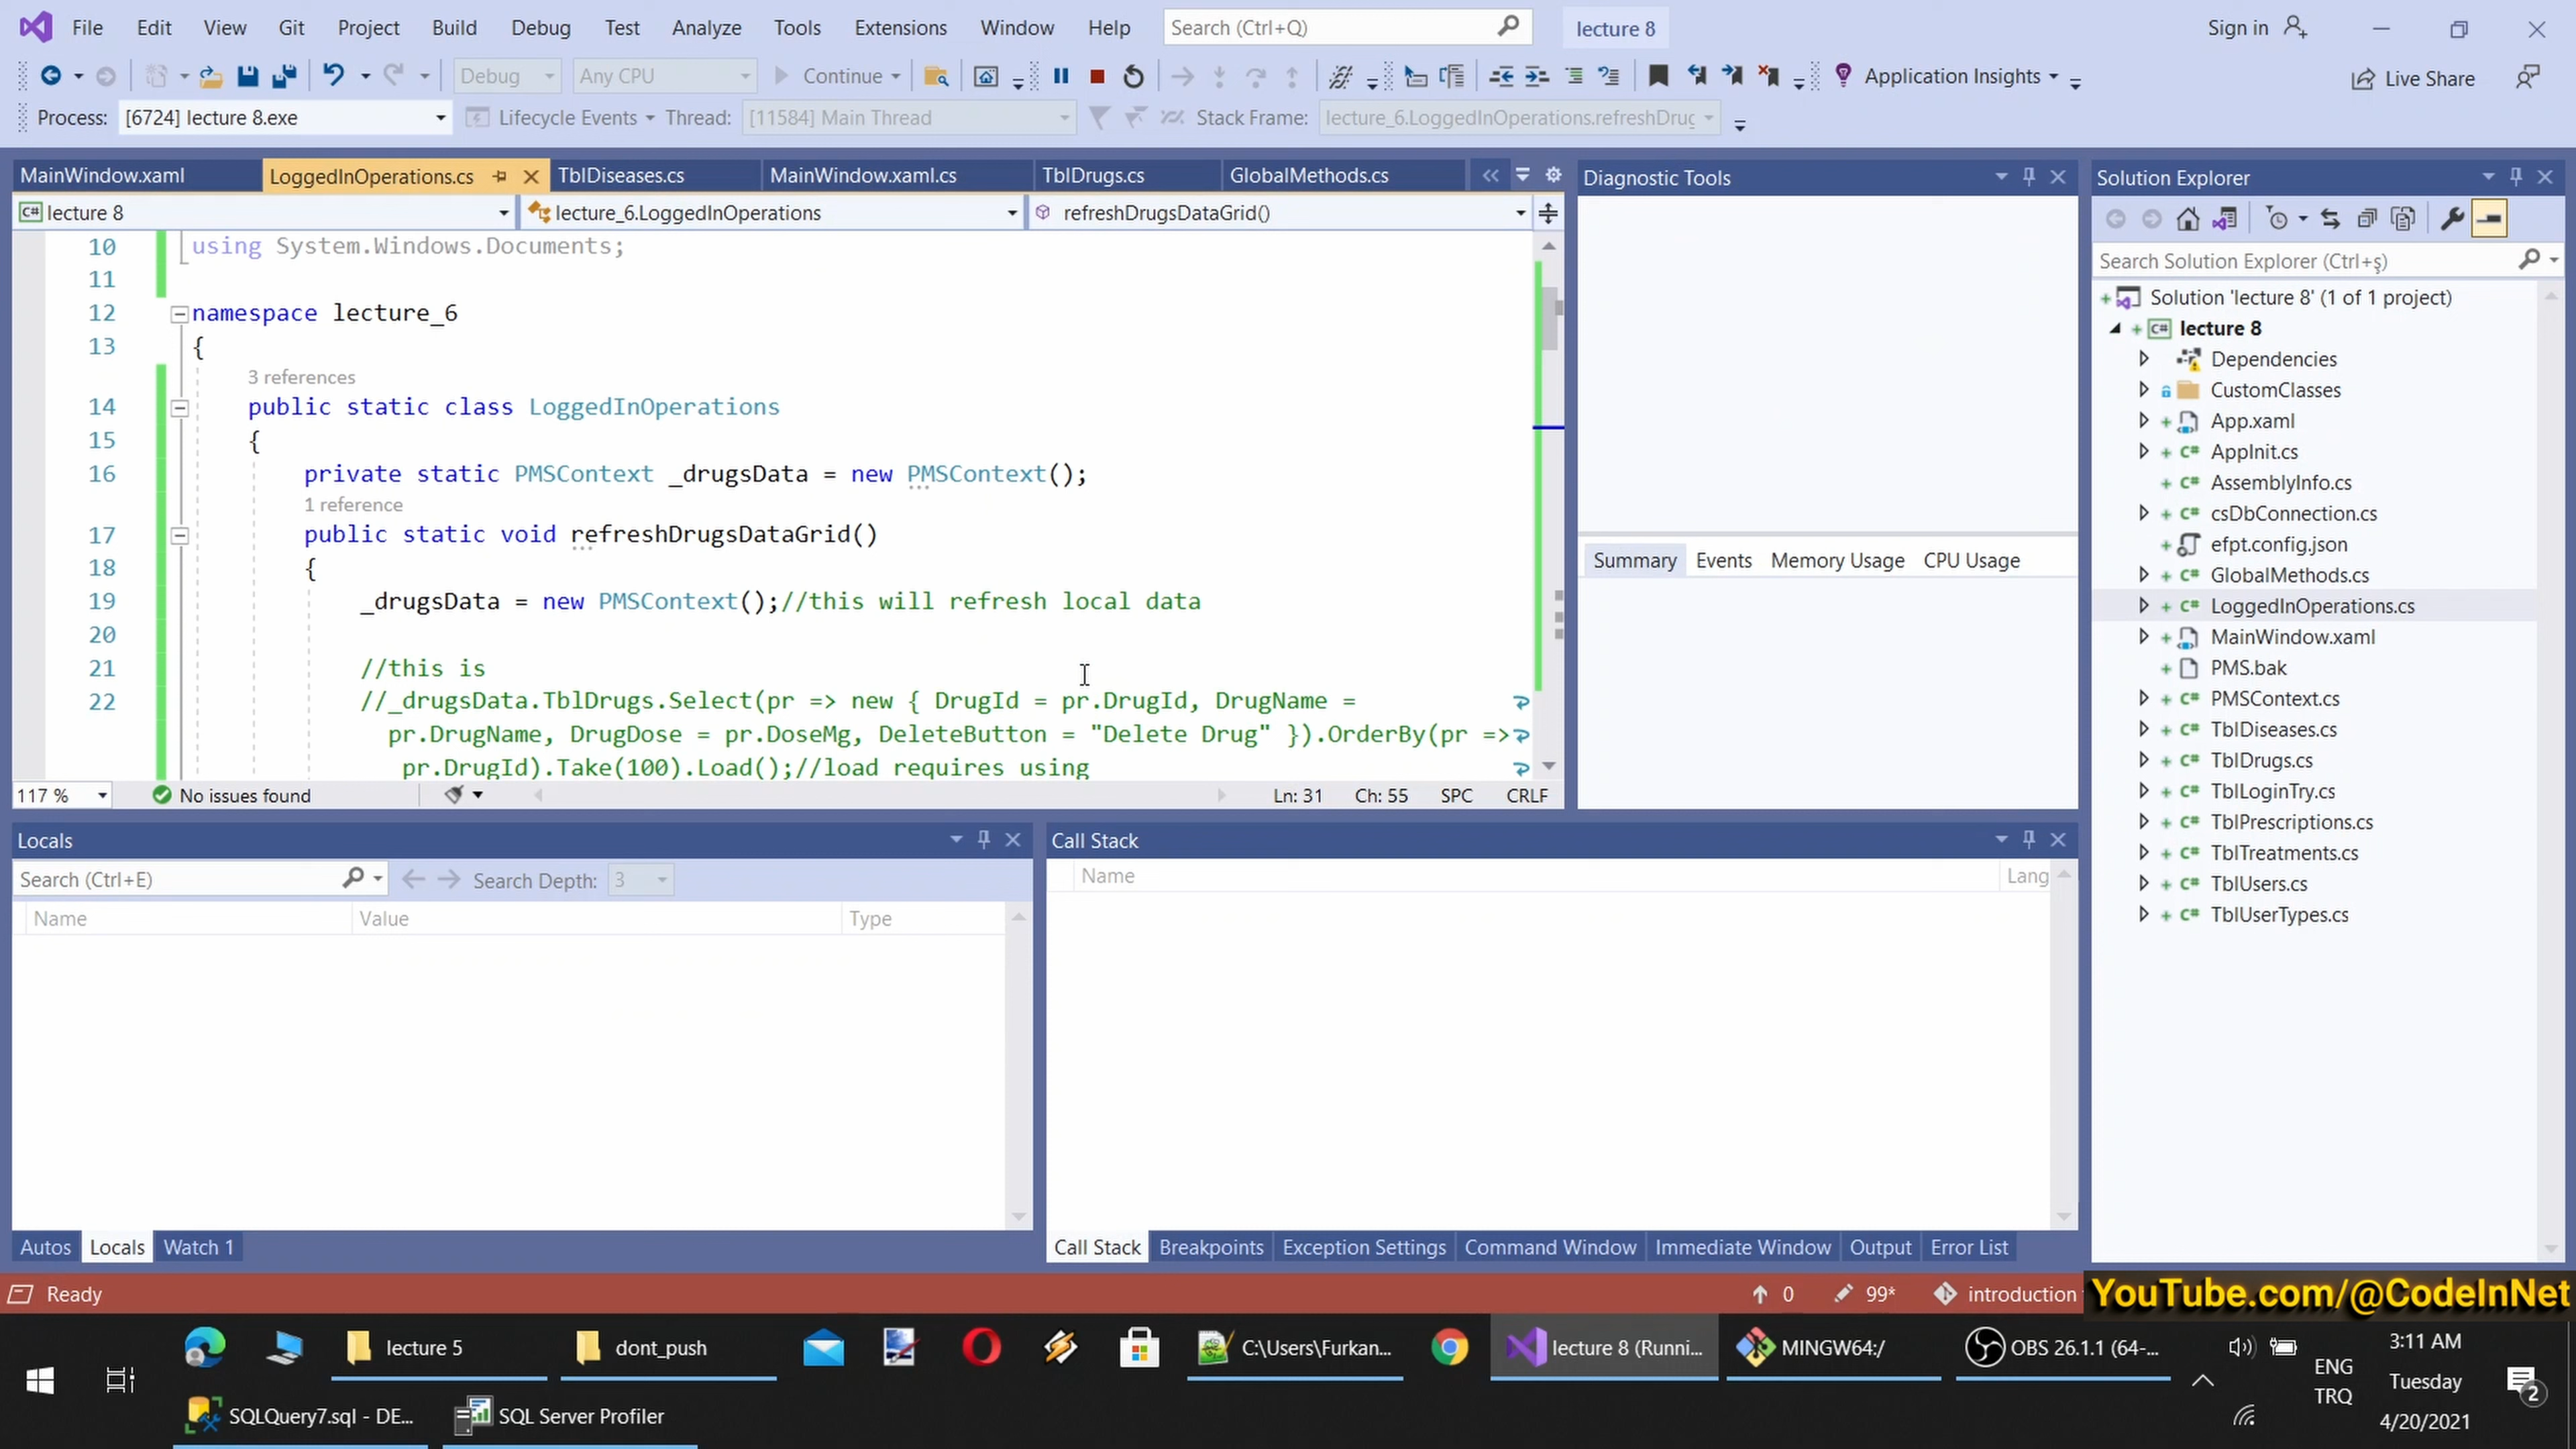 File Edit View Git Project Build Debug Test Analyze Tools Extensions Window Help Search (Ctrl+Q) lecture 8 Sign in
Debug Any CPU Continue Application Insights Live Share
Process: [6724] lecture 8.exe Lifecycle Events Thread: [11584] Main Thread Stack Frame: lecture_6.LoggedInOperations.refreshDrug
MainWindow.xaml LoggedInOperations.cs TblDiseases.cs MainWindow.xaml.cs TblDrugs.cs GlobalMethods.cs
lecture 8 lecture_6.LoggedInOperations refreshDrugsDataGrid()
10 using System.Windows.Documents;
11
12 namespace lecture_6
13 {
3 references
14 public static class LoggedInOperations
15 {
16 private static PMSContext _drugsData = new PMSContext();
1 reference
17 public static void refreshDrugsDataGrid()
18 {
19 _drugsData = new PMSContext();//this will refresh local data
20
21 //this is
22 //_drugsData.TblDrugs.Select(pr => new { DrugId = pr.DrugId, DrugName =
pr.DrugName, DrugDose = pr.DoseMg, DeleteButton = "Delete Drug" }).OrderBy(pr =>
pr.DrugId).Take(100).Load();//load requires using
117 % No issues found Ln: 31 Ch: 55 SPC CRLF
Diagnostic Tools
Summary Events Memory Usage CPU Usage
Solution Explorer
Search Solution Explorer (Ctrl+ş)
Solution 'lecture 8' (1 of 1 project)
lecture 8
Dependencies
CustomClasses
App.xaml
AppInit.cs
AssemblyInfo.cs
csDbConnection.cs
efpt.config.json
GlobalMethods.cs
LoggedInOperations.cs
MainWindow.xaml
PMS.bak
PMSContext.cs
TblDiseases.cs
TblDrugs.cs
TblLoginTry.cs
TblPrescriptions.cs
TblTreatments.cs
TblUsers.cs
TblUserTypes.cs
Locals
Search (Ctrl+E) Search Depth: 3
Name Value Type
Autos Locals Watch 1
Call Stack
Name Lang
Call Stack Breakpoints Exception Settings Command Window Immediate Window Output Error List
Ready 0 99* introduction
YouTube.com/@CodeInNet
lecture 5 dont_push C:\Users\Furkan... lecture 8 (Runni... MINGW64:/ OBS 26.1.1 (64-...
SQLQuery7.sql - DE... SQL Server Profiler
ENG
TRQ
3:11 AM
Tuesday
4/20/2021
2